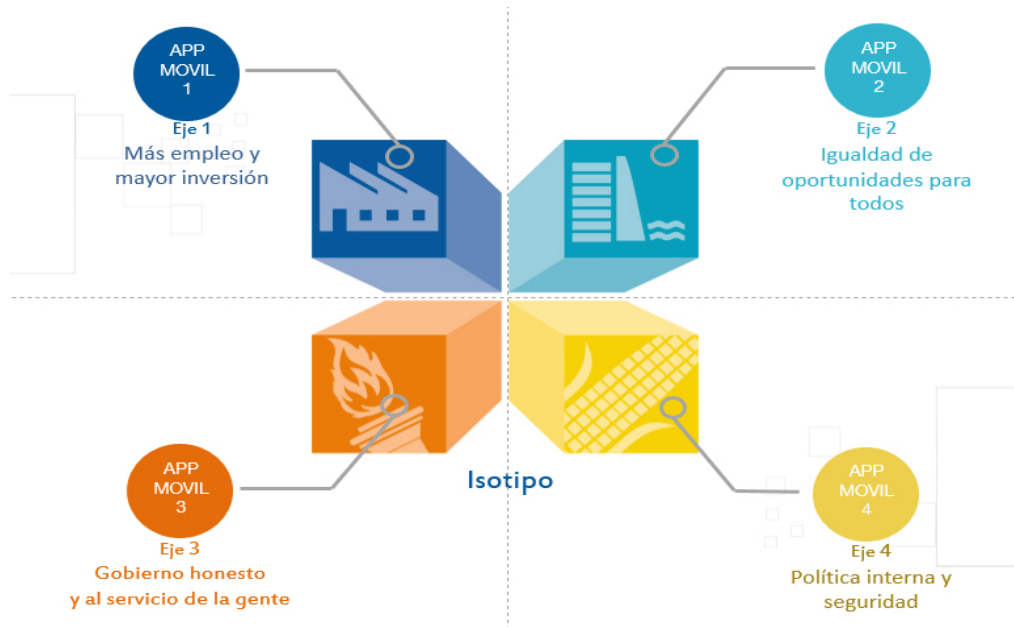 APP
MOVIL
1
Eje 1
Más empleo y
mayor inversión
APP
MOVIL
2
Eje 2
Igualdad de
oportunidades para
todos
APP
MOVIL
3
Eje 3
Gobierno honesto
y al servicio de la gente
Isotipo
APP
MOVIL
4
Eje 4
Política interna y
seguridad